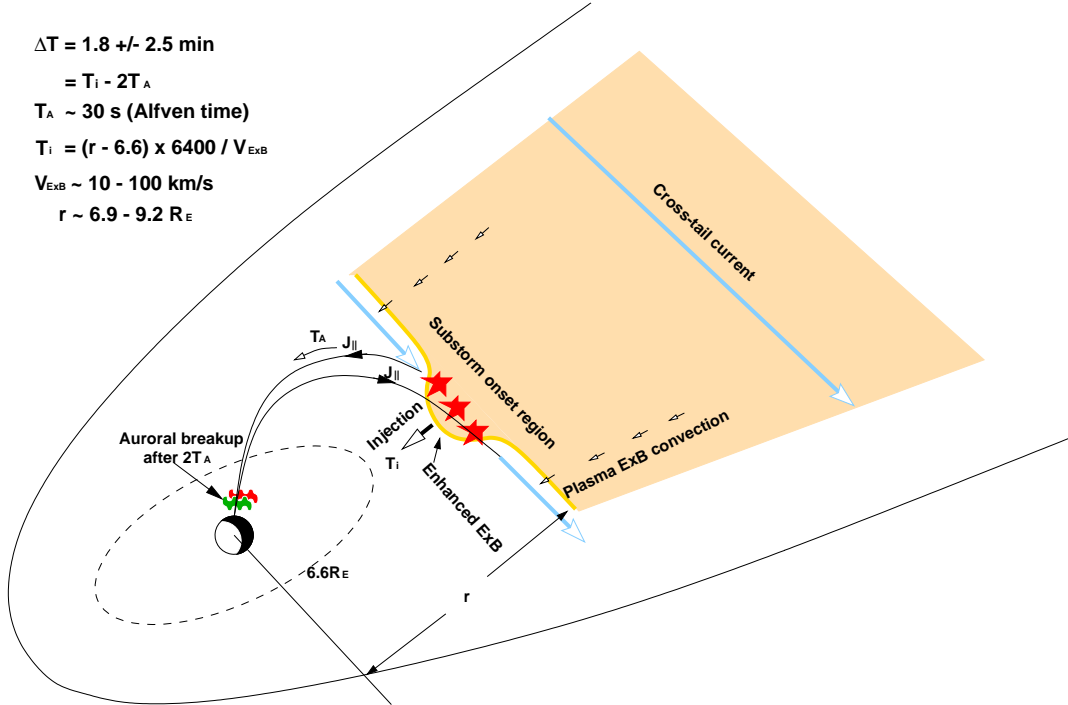 ΔT = 1.8 +/- 2.5 min
= Ti - 2TA
TA ~ 30 s (Alfven time)
Ti = (r - 6.6) x 6400 / VExB
VExB ~ 10 - 100 km/s
r ~ 6.9 - 9.2 RE
Cross-tail current
Substorm onset region
TA
J||
J||
Injection
Ti
Enhanced ExB
Plasma ExB convection
Auroral breakup
after 2TA
6.6RE
r